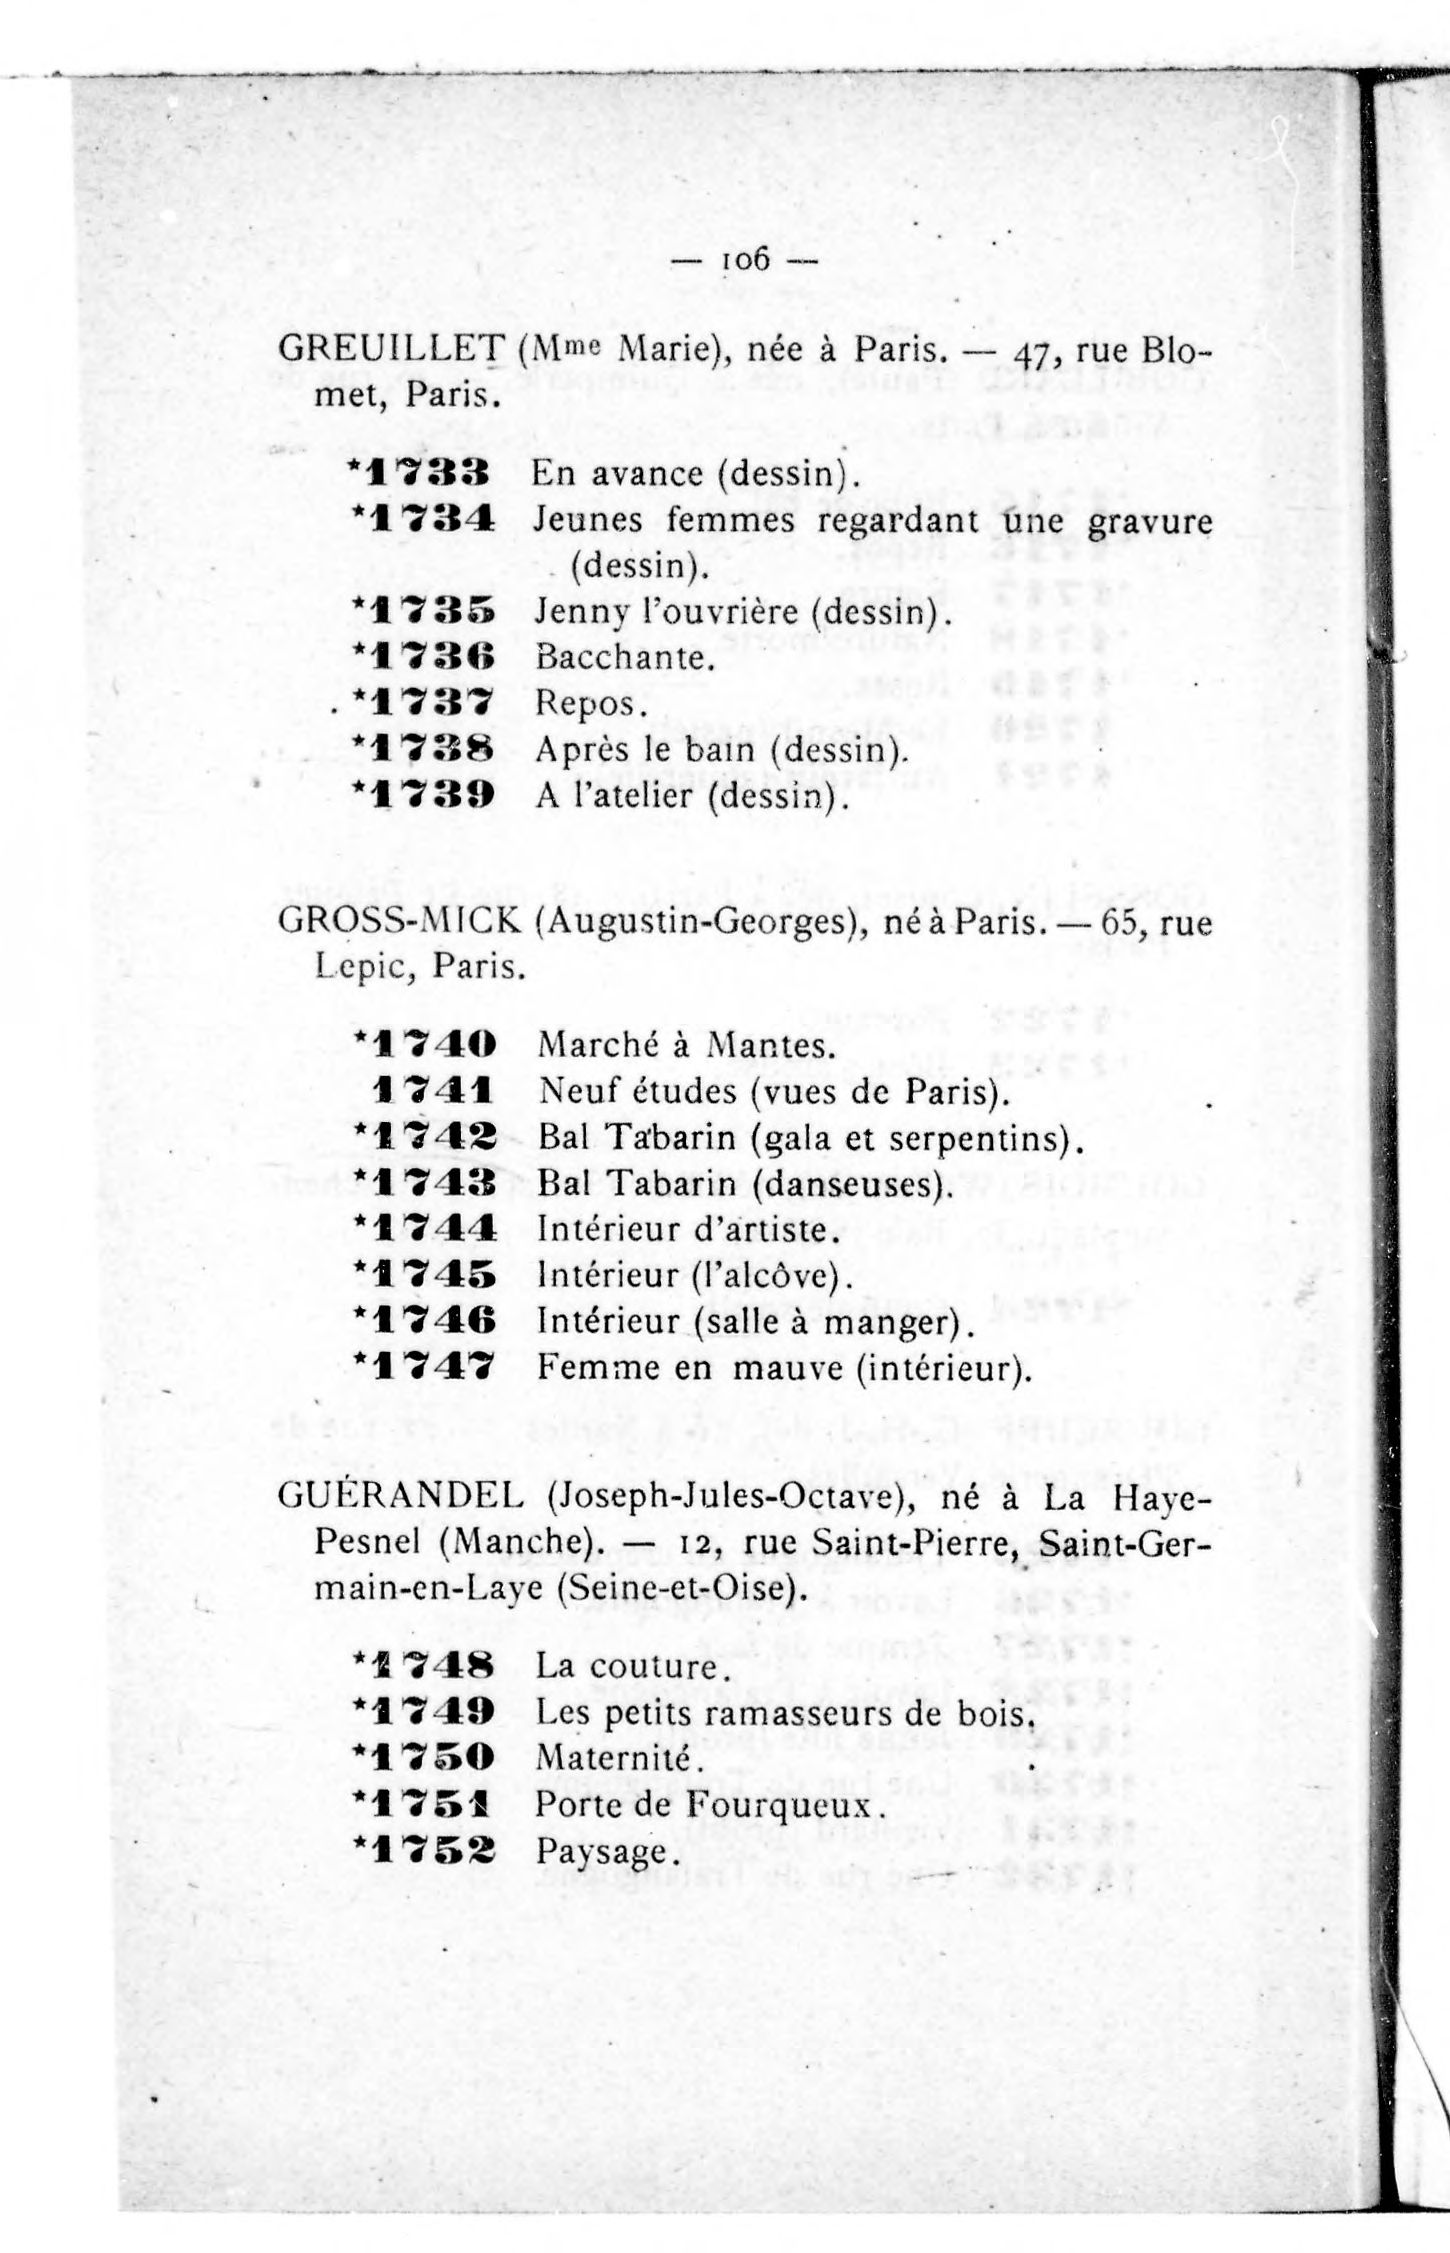 — 106 —
GREUILLET (Mme Marie), née à Paris. — 47, rue Blo-
met, Paris.
*1733 En avance (dessin).
*1734 Jeunes femmes regardant une gravure
(dessin).
*1735 Jenny l'ouvrière (dessin).
*1736 Bacchante.
*1737 Repos.
*1738 Après le bain (dessin).
*1739 A l'atelier (dessin).
GROSS-MICK (Augustin-Georges), né à Paris. — 65, rue
Lepic, Paris.
*1740 Marché à Mantes.
1741 Neuf études (vues de Paris).
*1742 Bal Tabarin (gala et serpentins).
*1743 Bal Tabarin (danseuses).
*1744 Intérieur d'artiste.
*1745 Intérieur (l'alcôve).
*1746 Intérieur (salle à manger).
*1747 Femme en mauve (intérieur).
GUÉRANDEL (Joseph-Jules-Octave), né à La Haye-
Pesnel (Manche). — 12, rue Saint-Pierre, Saint-Ger-
main-en-Laye (Seine-et-Oise).
*1748 La couture.
*1749 Les petits ramasseurs de bois.
*1750 Maternité.
*1751 Porte de Fourqueux.
*1752 Paysage.